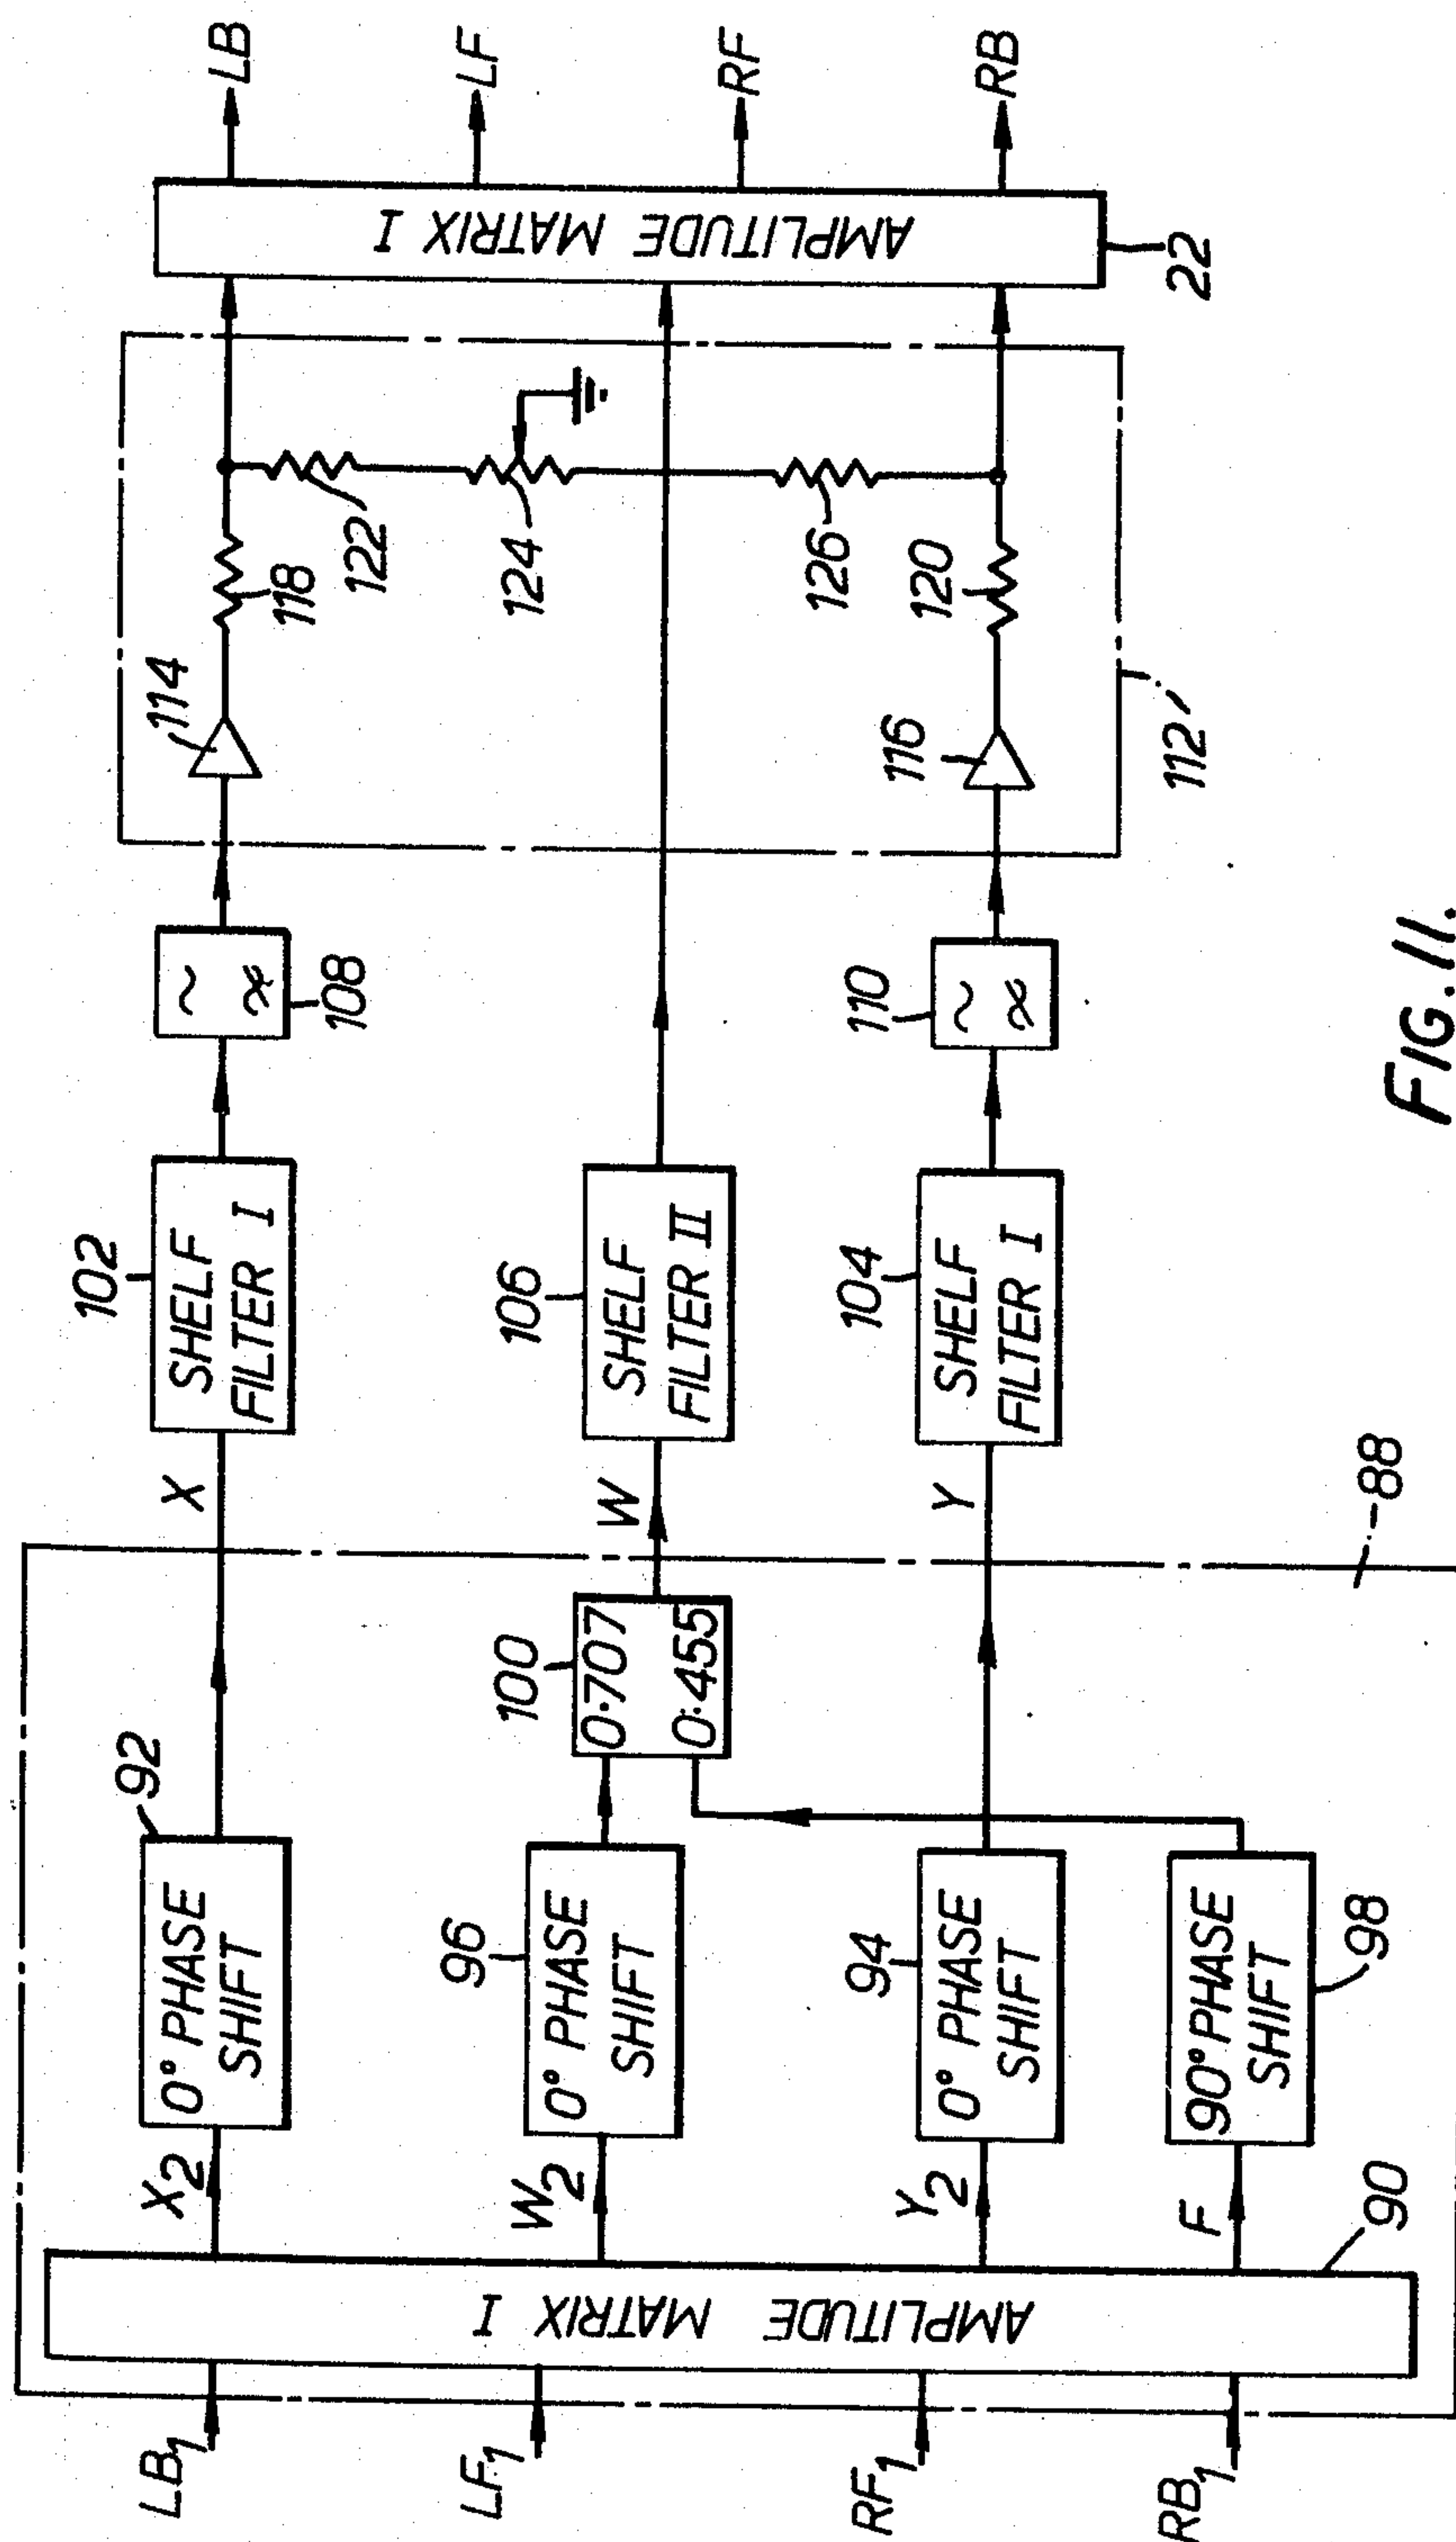 LB₁
LF₁
RF₁
RB₁
AMPLITUDE MATRIX I
90
X₂
W₂
Y₂
F
0° PHASE
SHIFT
92
0° PHASE
SHIFT
96
0° PHASE
SHIFT
94
90° PHASE
SHIFT
98
100
0·707
0·455
88
X
W
Y
102
SHELF
FILTER I
106
SHELF
FILTER II
104
SHELF
FILTER I
108
110
114
116
118
120
122
124
126
112
AMPLITUDE MATRIX I
22
LB
LF
RF
RB
FIG. 11.